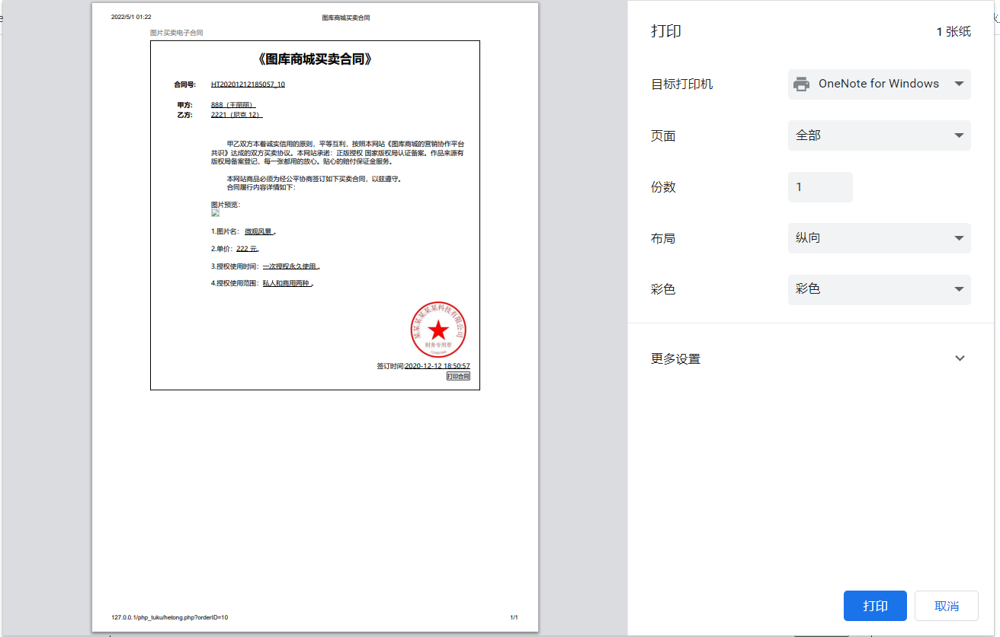 2022/5/1 01:22
图库商城买卖合同
图片买卖电子合同
《图库商城买卖合同》
合同号: HT20201212185057_10
甲方: 888（王丽丽）
乙方: 2221（尼克 12）
甲乙双方本着诚实信用的原则，平等互利，按照本网站《图库商城的营销协作平台
共识》达成的双方买卖协议。本网站承诺：正版授权 国家版权局认证备案。作品来源有
版权局备案登记，每一张都用的放心。贴心的赔付保证金服务。
本网站商品必须为经公平协商签订如下买卖合同，以兹遵守。
合同履行内容详情如下：
图片预览：
1.图片名： 微观风景 。
2.单价： 222 元。
3.授权使用时间： 一次授权永久使用 。
4.授权使用范围： 私人和商用两种 。
某某某某某某科技有限公司
财务专用章
签订时间:2020-12-12 18:50:57
打印合同
127.0.0.1/php_tuku/hetong.php?orderID=10
1/1
打印
1 张纸
目标打印机
OneNote for Windows
页面
全部
份数
1
布局
纵向
彩色
彩色
更多设置
打印
取消